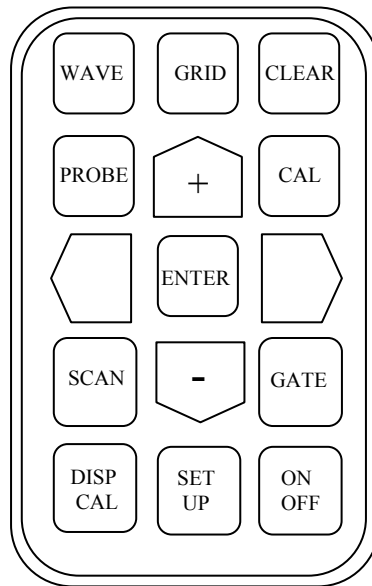 WAVE GRID CLEAR
PROBE + CAL
ENTER
SCAN - GATE
DISP CAL
SET UP
ON OFF